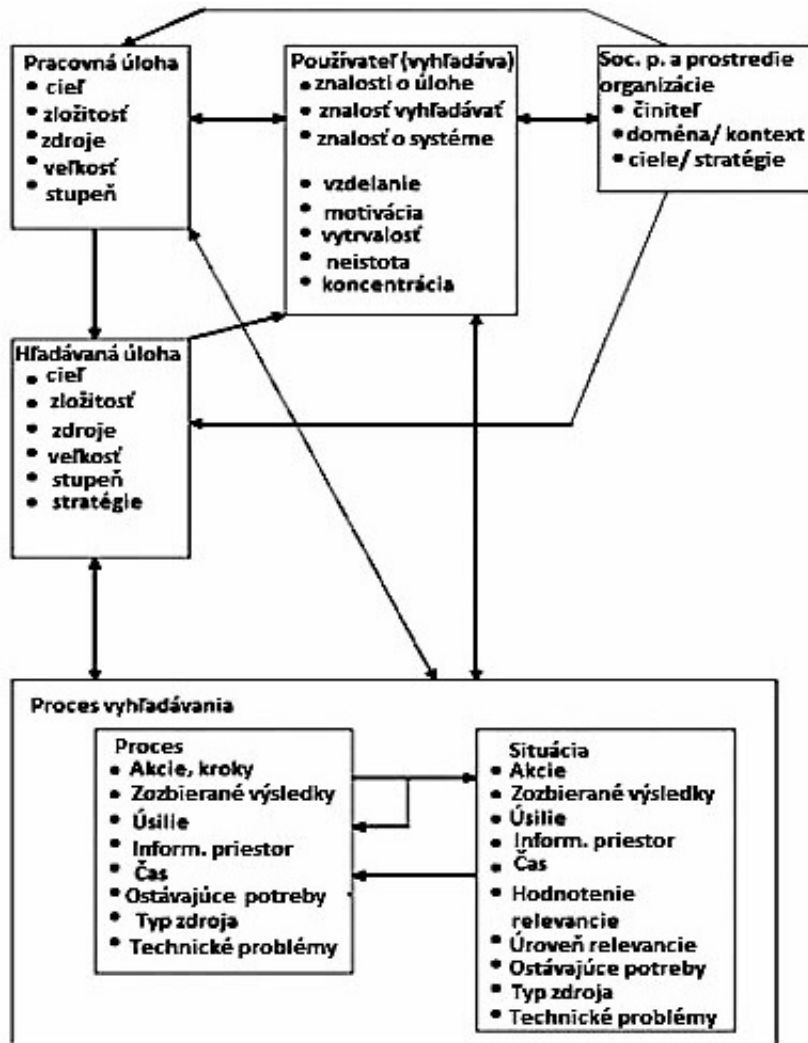 Pracovná úloha
• cieľ
• zložitosť
• zdroje
• veľkosť
• stupeň
Používateľ (vyhľadáva)
• znalosti o úlohe
• znalosť vyhľadávať
• znalosť o systéme
• vzdelanie
• motivácia
• vytrvalosť
• neistota
• koncentrácia
Soc. p. a prostredie
organizácie
• činiteľ
• doména/ kontext
• ciele/ stratégie
Hľadávaná úloha
• cieľ
• zložitosť
• zdroje
• veľkosť
• stupeň
• stratégie
Proces vyhľadávania
Proces
• Akcie, kroky
• Zozbierané výsledky
• Úsilie
• Inform. priestor
• Čas
• Ostávajúce potreby
• Typ zdroja
• Technické problémy
Situácia
• Akcie
• Zozbierané výsledky
• Úsilie
• Inform. priestor
• Čas
• Hodnotenie
relevancie
• Úroveň relevancie
• Ostávajúce potreby
• Typ zdroja
• Technické problémy